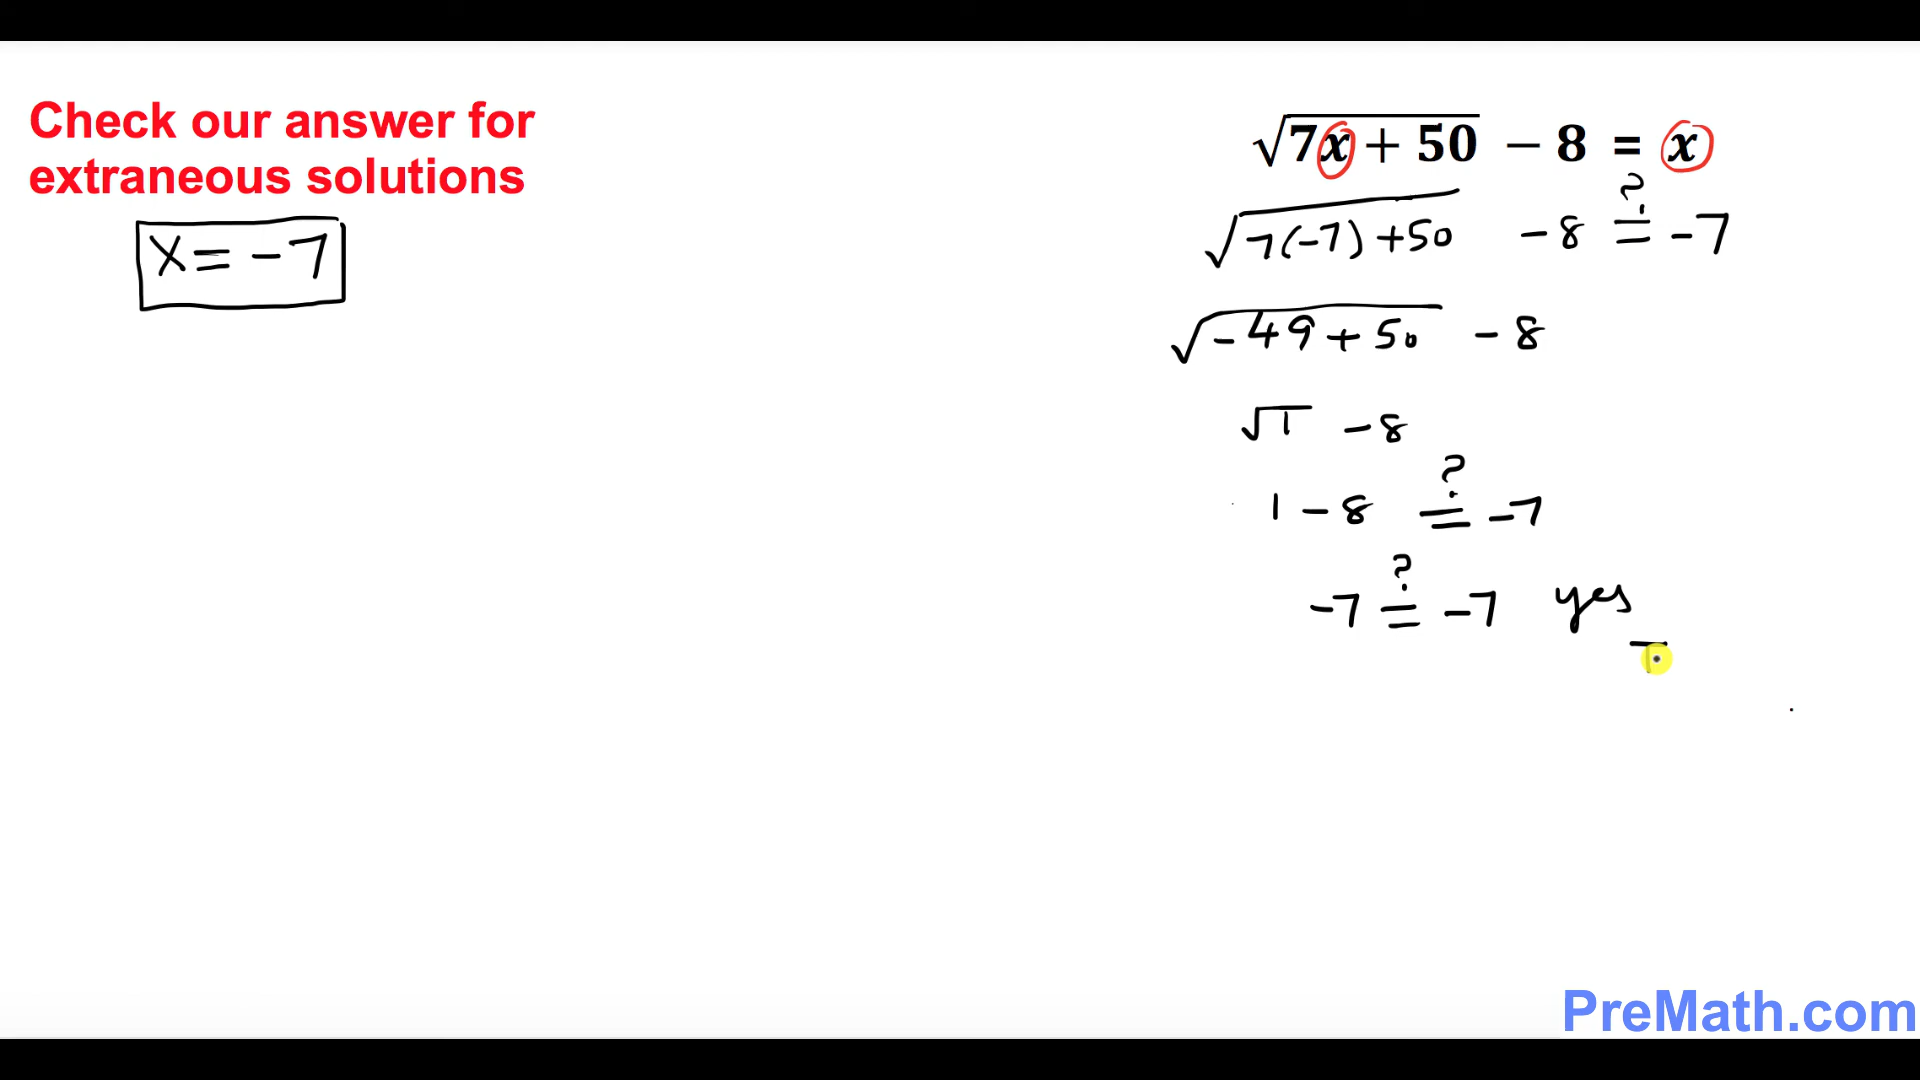 Check our answer for
extraneous solutions
x = -7
√7x + 50 − 8 = x
√7(-7) +50 -8 ≟ -7
√-49+50 - 8
√1 -8
1 - 8 ≟ -7
-7 ≟ -7 yes
PreMath.com